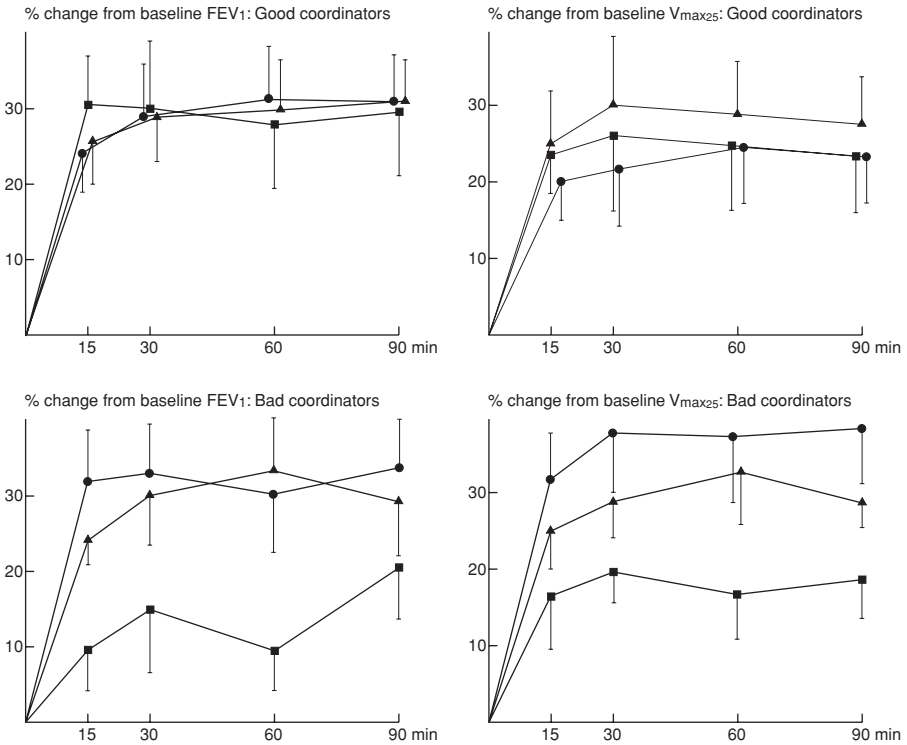 % change from baseline FEV1: Good coordinators
30
20
10
15 30 60 90 min
% change from baseline Vmax25: Good coordinators
30
20
10
15 30 60 90 min
% change from baseline FEV1: Bad coordinators
30
20
10
15 30 60 90 min
% change from baseline Vmax25: Bad coordinators
30
20
10
15 30 60 90 min